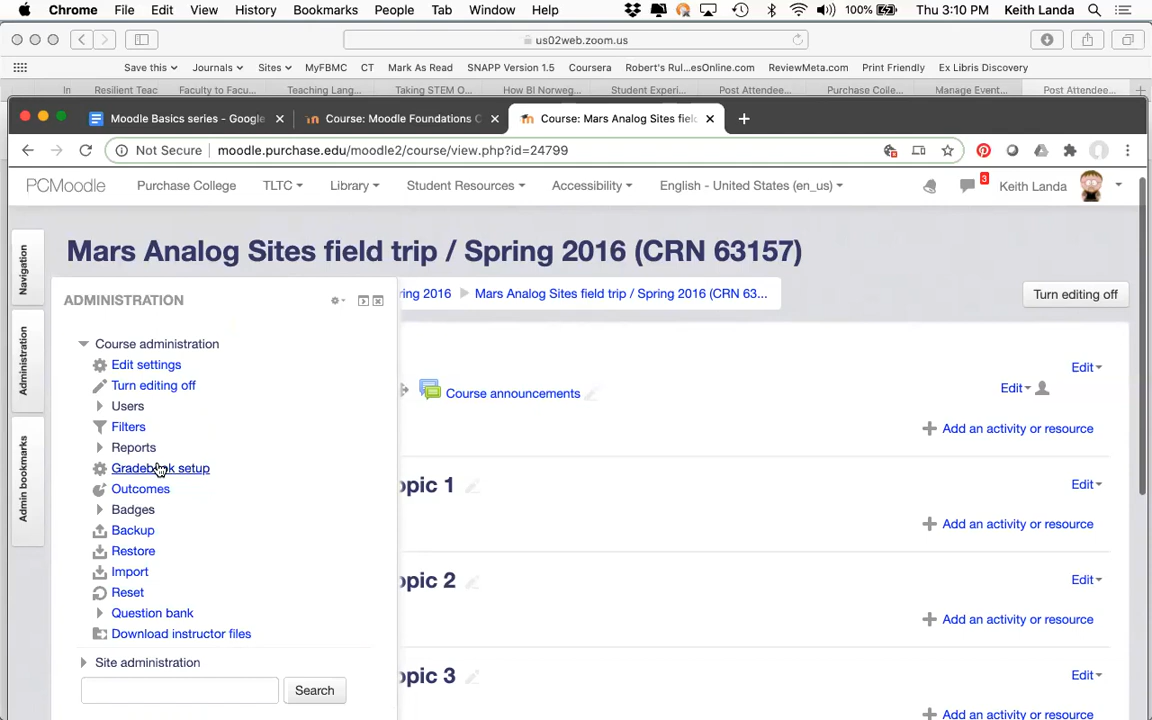 Chrome File Edit View History Bookmarks People Tab Window Help 100% Thu 3:10 PM Keith Landa
us02web.zoom.us
Save this Journals Sites MyFBMC CT Mark As Read SNAPP Version 1.5 Coursera Robert's Rul...esOnline.com ReviewMeta.com Print Friendly Ex Libris Discovery
In Resilient Teac Faculty to Facu... Teaching Lang... Taking STEM O... How BI Norweg... Student Experi... Post Attendee... Purchase Colle... Manage Event... Post Attendee...
Moodle Basics series - Google Course: Moodle Foundations C Course: Mars Analog Sites field
Not Secure moodle.purchase.edu/moodle2/course/view.php?id=24799
PCMoodle Purchase College TLTC Library Student Resources Accessibility English - United States (en_us) 3 Keith Landa
Navigation
Mars Analog Sites field trip / Spring 2016 (CRN 63157)
ADMINISTRATION
ring 2016 Mars Analog Sites field trip / Spring 2016 (CRN 63...
Turn editing off
Administration
Course administration
Edit settings
Edit
Turn editing off
Course announcements
Edit
Users
Filters
Add an activity or resource
Reports
Admin bookmarks
Gradebook setup
Outcomes
opic 1
Edit
Badges
Backup
Add an activity or resource
Restore
Import
opic 2
Edit
Reset
Question bank
Add an activity or resource
Download instructor files
Site administration
opic 3
Edit
Search
Add an activity or resource